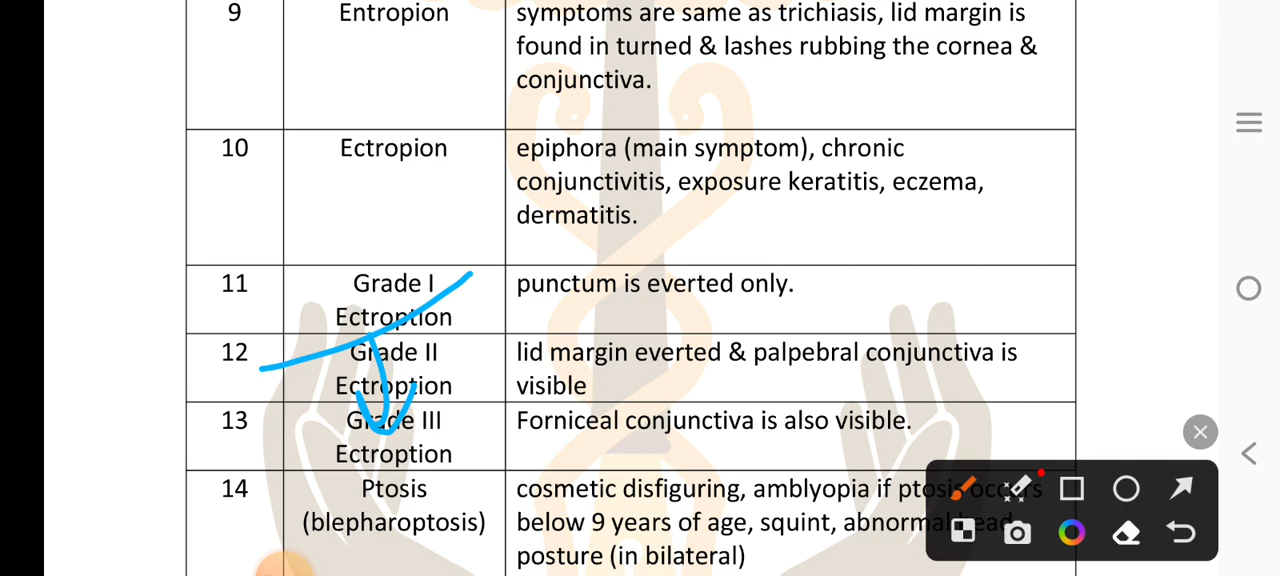 9 Entropion symptoms are same as trichiasis, lid margin is
found in turned & lashes rubbing the cornea &
conjunctiva.
10 Ectropion epiphora (main symptom), chronic
conjunctivitis, exposure keratitis, eczema,
dermatitis.
11 Grade I punctum is everted only.
Ectroption
12 Grade II lid margin everted & palpebral conjunctiva is
Ectroption visible
13 Grade III Forniceal conjunctiva is also visible.
Ectroption
14 Ptosis cosmetic disfiguring, amblyopia if ptosis occurs
(blepharoptosis) below 9 years of age, squint, abnormal head
posture (in bilateral)